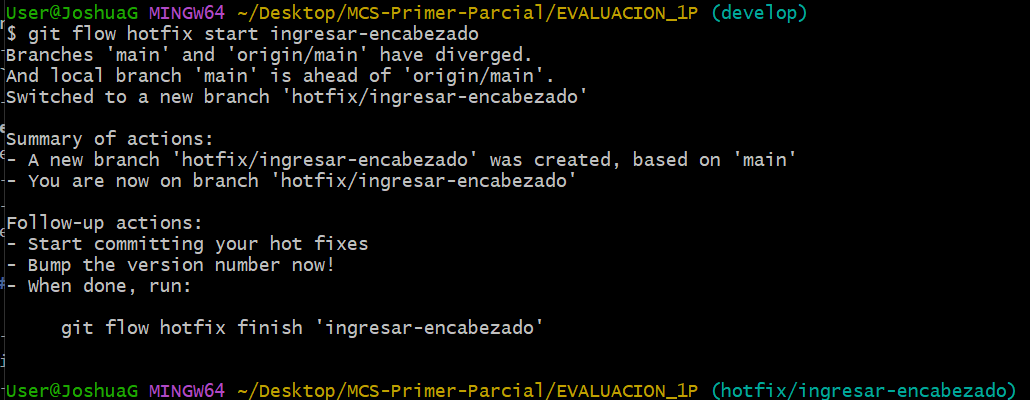 User@JoshuaG MINGW64 ~/Desktop/MCS-Primer-Parcial/EVALUACION_1P (develop)
$ git flow hotfix start ingresar-encabezado
Branches 'main' and 'origin/main' have diverged.
And local branch 'main' is ahead of 'origin/main'.
Switched to a new branch 'hotfix/ingresar-encabezado'

Summary of actions:
- A new branch 'hotfix/ingresar-encabezado' was created, based on 'main'
- You are now on branch 'hotfix/ingresar-encabezado'

Follow-up actions:
- Start committing your hot fixes
- Bump the version number now!
- When done, run:

     git flow hotfix finish 'ingresar-encabezado'

User@JoshuaG MINGW64 ~/Desktop/MCS-Primer-Parcial/EVALUACION_1P (hotfix/ingresar-encabezado)